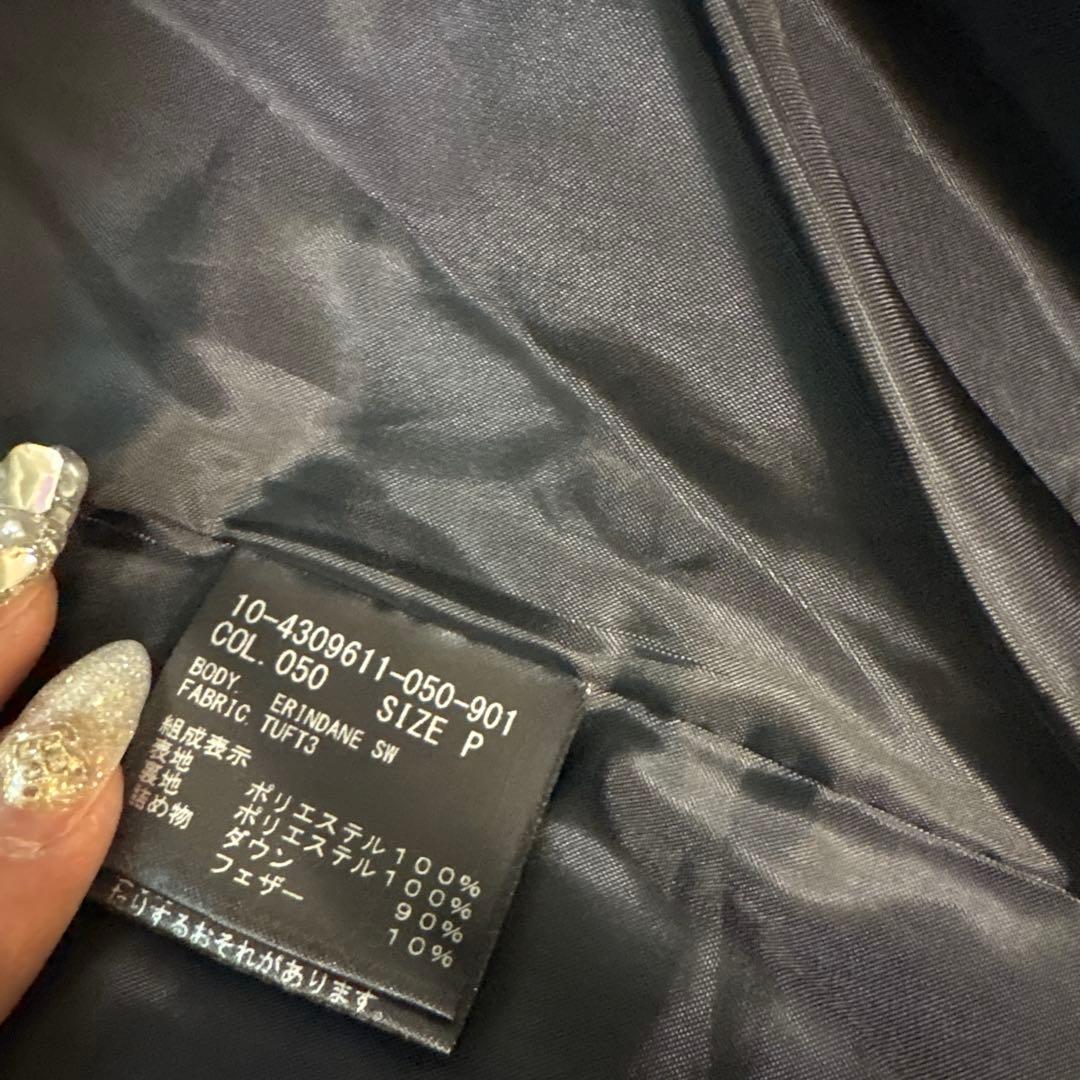 10-4309611-050-901
COL. 050 SIZE P
BODY ERINDANE SW
FABRIC TUFT3
組成表示
表地 ポリエステル100%
裏地 ポリエステル100%
詰め物 ダウン 90%
フェザー 10%
たりするおそれがあります。